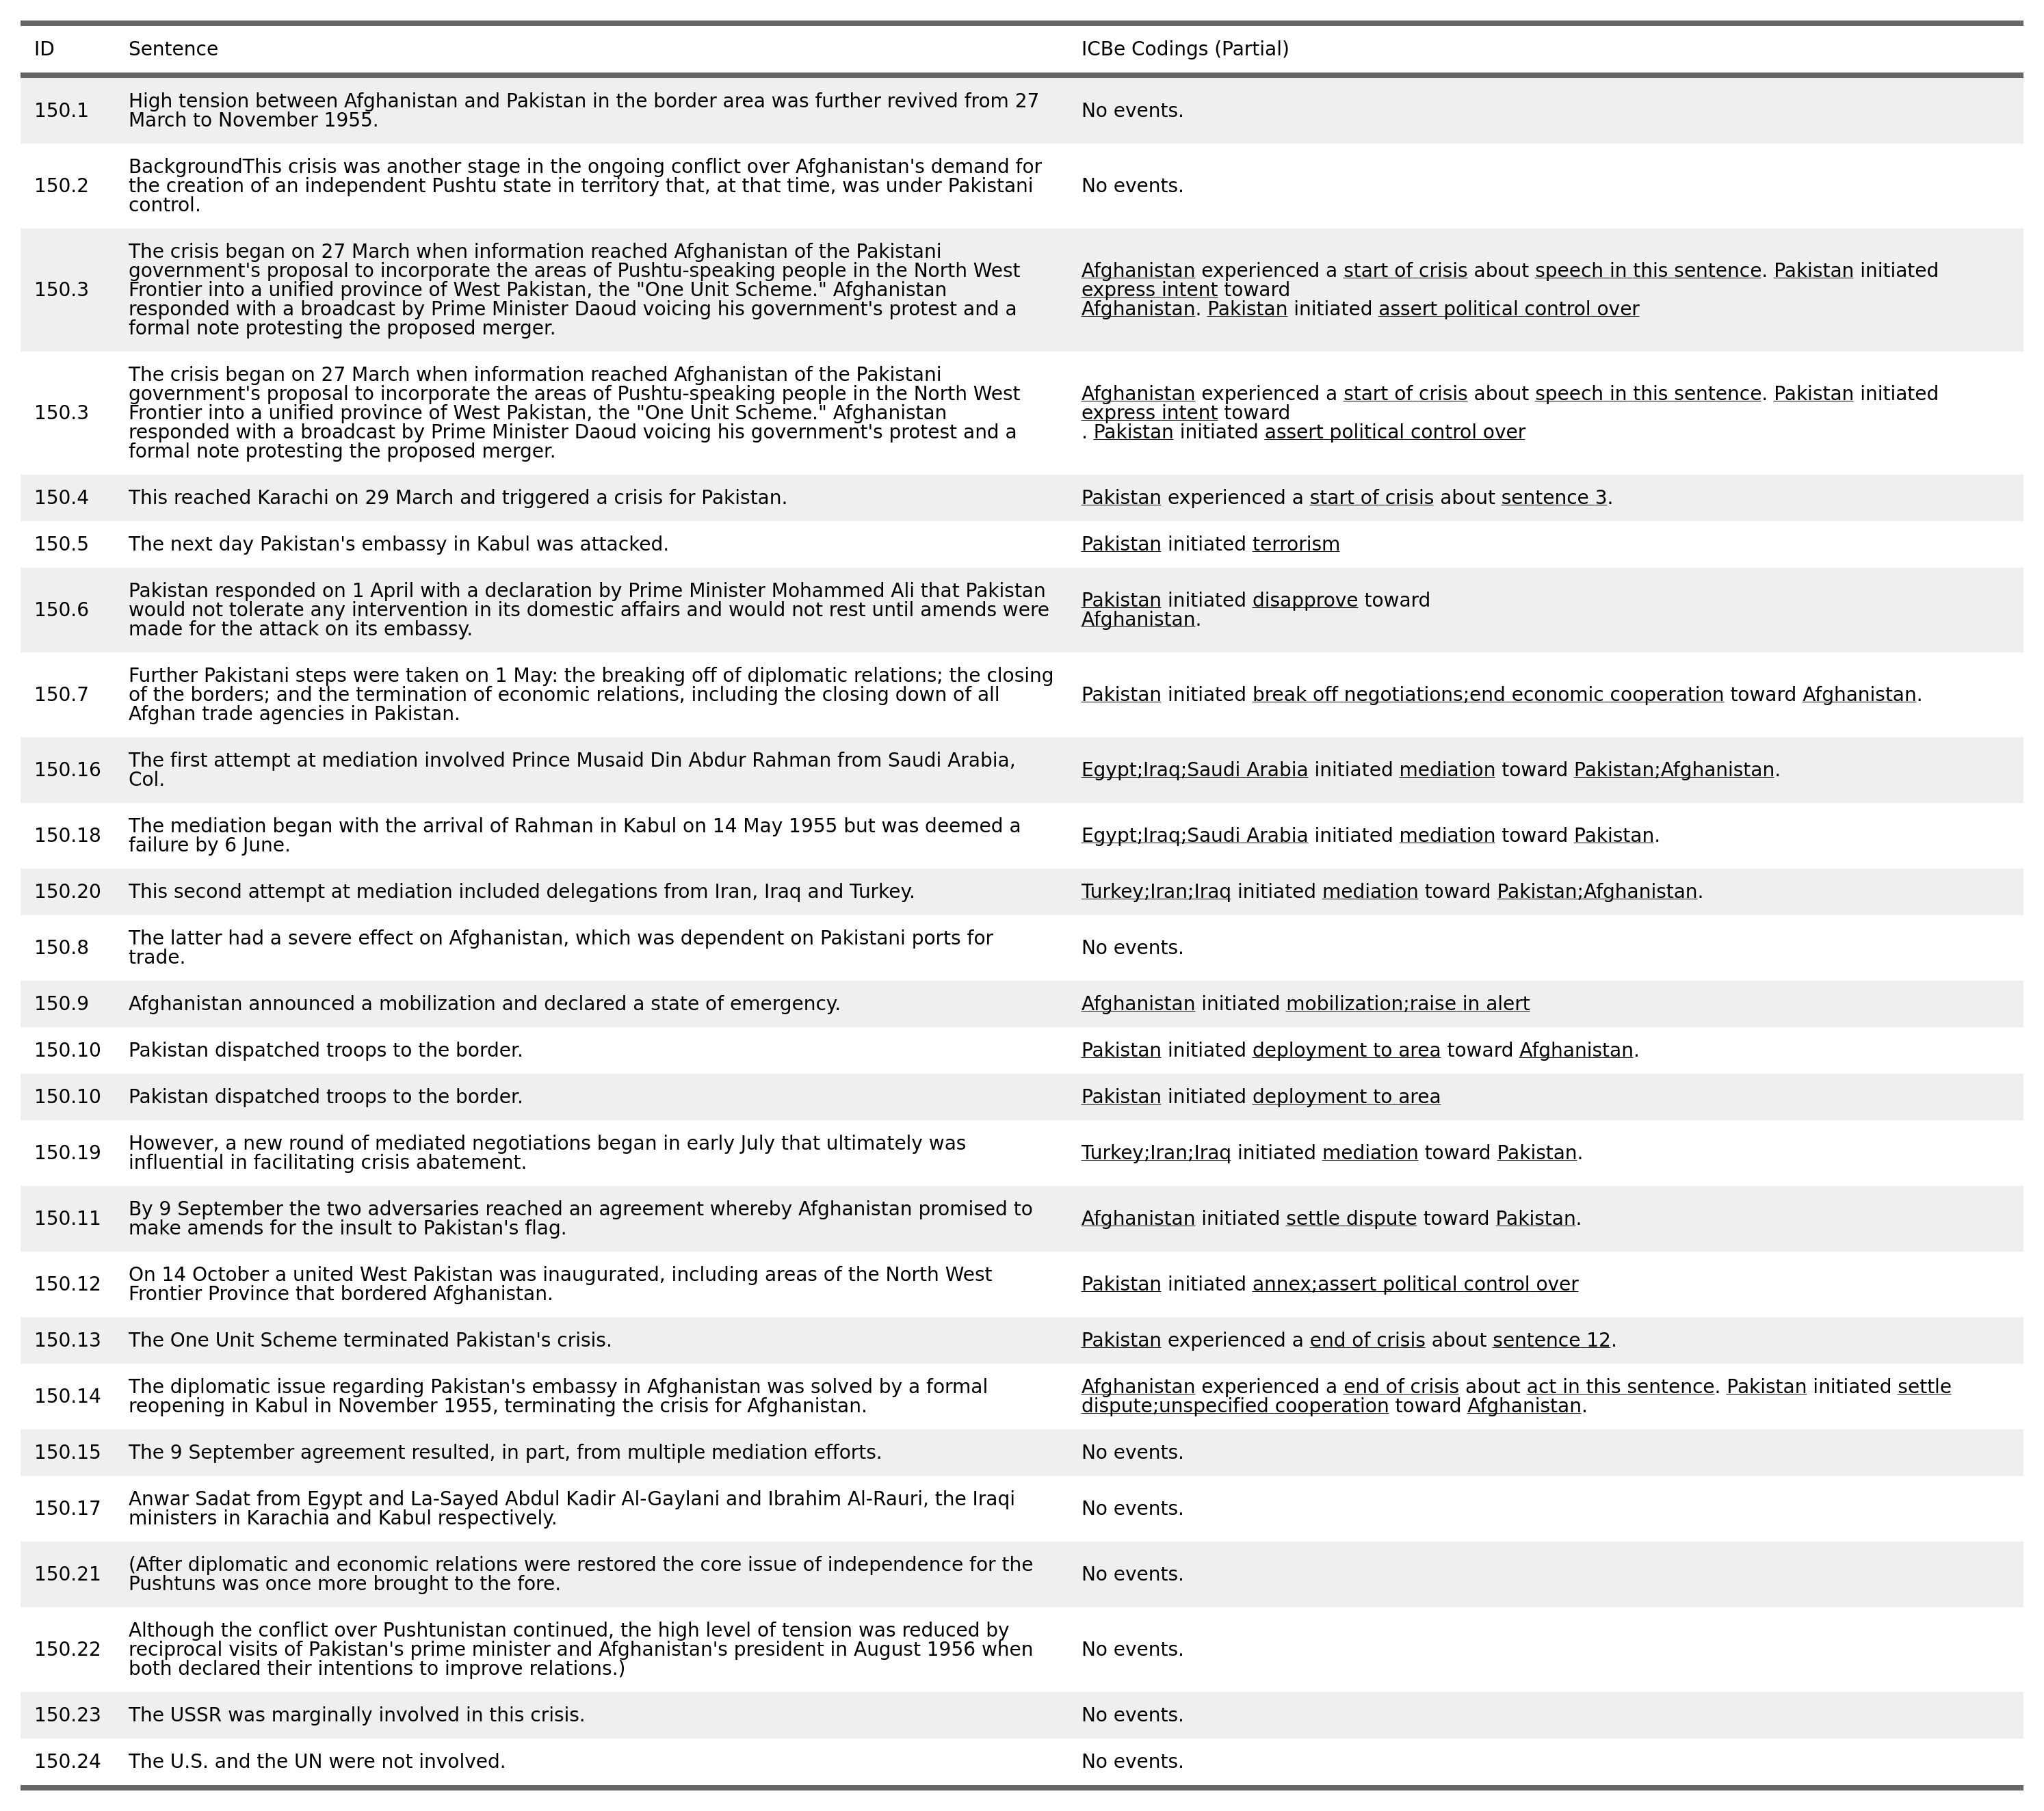 ID Sentence ICBe Codings (Partial)
150.1 High tension between Afghanistan and Pakistan in the border area was further revived from 27
March to November 1955.
No events.
150.2 BackgroundThis crisis was another stage in the ongoing conflict over Afghanistan's demand for
the creation of an independent Pushtu state in territory that, at that time, was under Pakistani
control.
No events.
150.3 The crisis began on 27 March when information reached Afghanistan of the Pakistani
government's proposal to incorporate the areas of Pushtu-speaking people in the North West
Frontier into a unified province of West Pakistan, the "One Unit Scheme." Afghanistan
responded with a broadcast by Prime Minister Daoud voicing his government's protest and a
formal note protesting the proposed merger.
Afghanistan experienced a start of crisis about speech in this sentence. Pakistan initiated
express intent toward
Afghanistan. Pakistan initiated assert political control over
150.3 The crisis began on 27 March when information reached Afghanistan of the Pakistani
government's proposal to incorporate the areas of Pushtu-speaking people in the North West
Frontier into a unified province of West Pakistan, the "One Unit Scheme." Afghanistan
responded with a broadcast by Prime Minister Daoud voicing his government's protest and a
formal note protesting the proposed merger.
Afghanistan experienced a start of crisis about speech in this sentence. Pakistan initiated
express intent toward
. Pakistan initiated assert political control over
150.4 This reached Karachi on 29 March and triggered a crisis for Pakistan. Pakistan experienced a start of crisis about sentence 3.
150.5 The next day Pakistan's embassy in Kabul was attacked. Pakistan initiated terrorism
150.6 Pakistan responded on 1 April with a declaration by Prime Minister Mohammed Ali that Pakistan
would not tolerate any intervention in its domestic affairs and would not rest until amends were
made for the attack on its embassy.
Pakistan initiated disapprove toward
Afghanistan.
150.7 Further Pakistani steps were taken on 1 May: the breaking off of diplomatic relations; the closing
of the borders; and the termination of economic relations, including the closing down of all
Afghan trade agencies in Pakistan.
Pakistan initiated break off negotiations;end economic cooperation toward Afghanistan.
150.16 The first attempt at mediation involved Prince Musaid Din Abdur Rahman from Saudi Arabia,
Col.
Egypt;Iraq;Saudi Arabia initiated mediation toward Pakistan;Afghanistan.
150.18 The mediation began with the arrival of Rahman in Kabul on 14 May 1955 but was deemed a
failure by 6 June.
Egypt;Iraq;Saudi Arabia initiated mediation toward Pakistan.
150.20 This second attempt at mediation included delegations from Iran, Iraq and Turkey. Turkey;Iran;Iraq initiated mediation toward Pakistan;Afghanistan.
150.8 The latter had a severe effect on Afghanistan, which was dependent on Pakistani ports for
trade.
No events.
150.9 Afghanistan announced a mobilization and declared a state of emergency. Afghanistan initiated mobilization;raise in alert
150.10 Pakistan dispatched troops to the border. Pakistan initiated deployment to area toward Afghanistan.
150.10 Pakistan dispatched troops to the border. Pakistan initiated deployment to area
150.19 However, a new round of mediated negotiations began in early July that ultimately was
influential in facilitating crisis abatement.
Turkey;Iran;Iraq initiated mediation toward Pakistan.
150.11 By 9 September the two adversaries reached an agreement whereby Afghanistan promised to
make amends for the insult to Pakistan's flag.
Afghanistan initiated settle dispute toward Pakistan.
150.12 On 14 October a united West Pakistan was inaugurated, including areas of the North West
Frontier Province that bordered Afghanistan.
Pakistan initiated annex;assert political control over
150.13 The One Unit Scheme terminated Pakistan's crisis. Pakistan experienced a end of crisis about sentence 12.
150.14 The diplomatic issue regarding Pakistan's embassy in Afghanistan was solved by a formal
reopening in Kabul in November 1955, terminating the crisis for Afghanistan.
Afghanistan experienced a end of crisis about act in this sentence. Pakistan initiated settle
dispute;unspecified cooperation toward Afghanistan.
150.15 The 9 September agreement resulted, in part, from multiple mediation efforts. No events.
150.17 Anwar Sadat from Egypt and La-Sayed Abdul Kadir Al-Gaylani and Ibrahim Al-Rauri, the Iraqi
ministers in Karachia and Kabul respectively.
No events.
150.21 (After diplomatic and economic relations were restored the core issue of independence for the
Pushtuns was once more brought to the fore.
No events.
150.22 Although the conflict over Pushtunistan continued, the high level of tension was reduced by
reciprocal visits of Pakistan's prime minister and Afghanistan's president in August 1956 when
both declared their intentions to improve relations.)
No events.
150.23 The USSR was marginally involved in this crisis. No events.
150.24 The U.S. and the UN were not involved. No events.